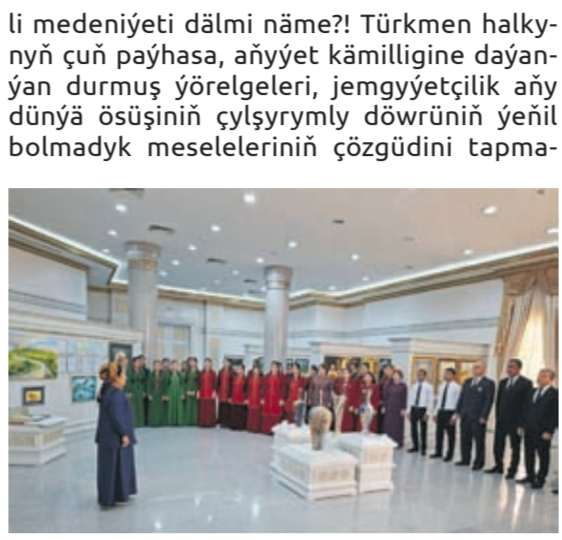 li medeniýeti dälmi näme?! Türkmen halky-
nyň çuň paýhasa, aňyýet kämilligine daýan-
ýan durmuş ýörelgeleri, jemgyýetçilik aňy
dünýä ösüşiniň çylşyrymly döwrüniň ýeňil
bolmadyk meseleleriniň çözgüdini tapma-